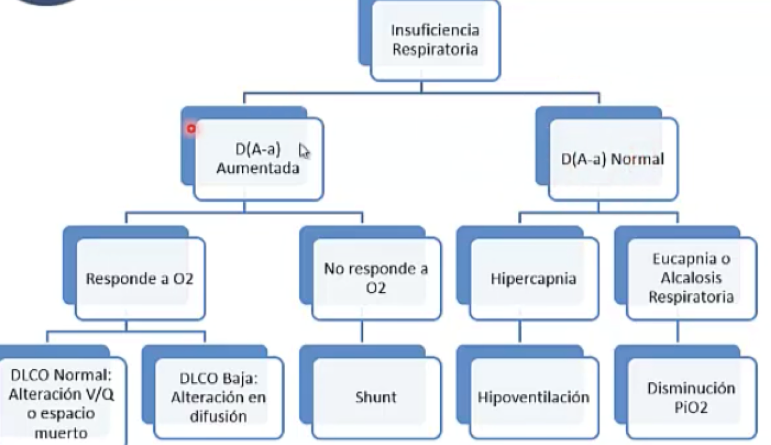 Insuficiencia
Respiratoria
D(A-a)
Aumentada
D(A-a) Normal
Responde a O2
No responde a
O2
Hipercapnia
Eucapnia o
Alcalosis
Respiratoria
DLCO Normal:
Alteración V/Q
o espacio
muerto
DLCO Baja:
Alteración en
difusión
Shunt
Hipoventilación
Disminución
PiO2